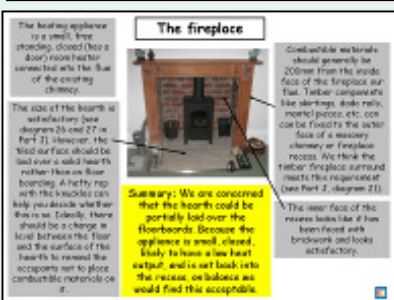 The fireplace
The heating appliance
is a small, free
standing, closed (has a
door) room heater
connected into the flue
of the existing
chimney.
The size of the hearth is
satisfactory (see
diagram 26 and 27 in
Part 2). However, the
tiled surface should be
laid over a solid hearth
rather than on floor
boarding. A hefty rap
with the knuckles can
help you decide whether
this is so. Ideally, there
should be a change in
level between the floor
and the surface of the
hearth to remind the
occupants not to place
combustible materials on
it.
Summary: We are concerned
that the hearth could be
partially laid over the
floorboards. Because the
appliance is small, closed,
likely to have a low heat
output, and is set back into
the recess, on balance we
would find this acceptable.
Combustible materials
should generally be
200mm from the inside
face of the fireplace or
flue. Timber components
like skirtings, dado rails,
mantel pieces, etc. can
be fixed to the outer
face of a masonry
chimney or fireplace
recess. We think the
timber fireplace surround
meets this requirement
(see Part 2, diagram 21).
The inner face of the
recess looks like it has
been faced with
brickwork and looks
satisfactory.